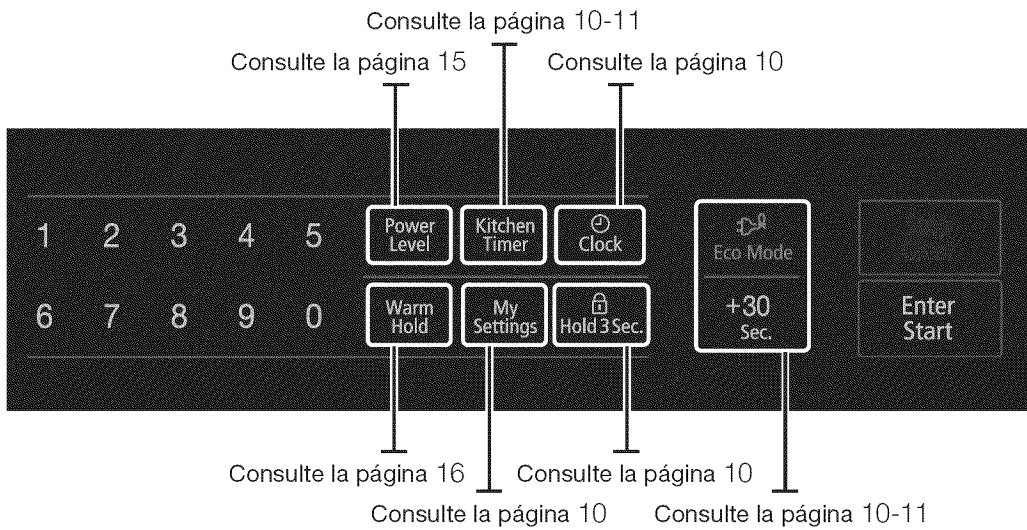 Consulte la página 10-11
Consulte la página 15
Consulte la página 10
1 2 3 4 5
Power Level
Kitchen Timer
Clock
Eco Mode
6 7 8 9 0
Warm Hold
My Settings
Hold 3 Sec.
+30 Sec.
Enter Start
Consulte la página 16
Consulte la página 10
Consulte la página 10
Consulte la página 10-11